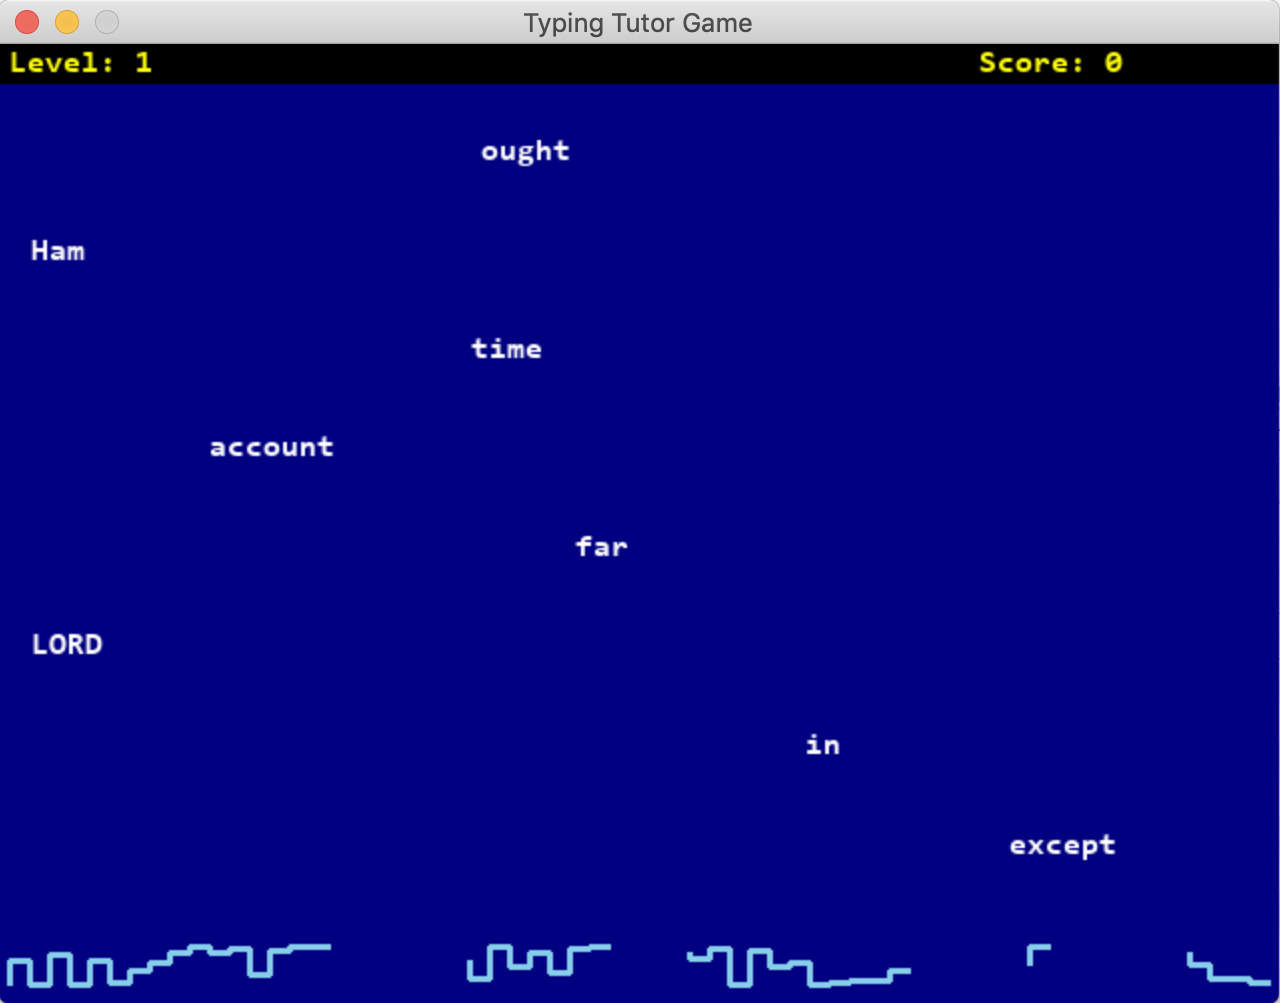 Typing Tutor Game
Level: 1 Score: 0
ought
Ham
time
account
far
LORD
in
except